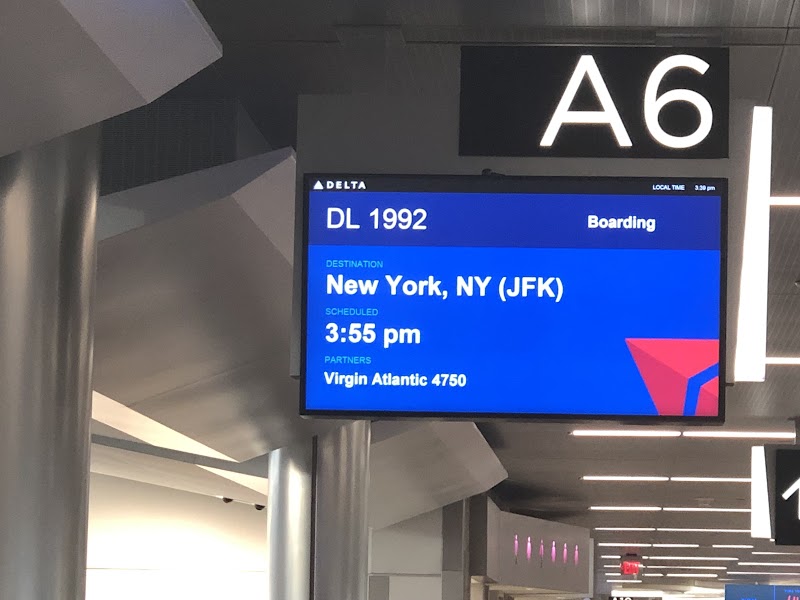 A6
DELTA
LOCAL TIME 3:39 pm
DL 1992
Boarding
DESTINATION
New York, NY (JFK)
SCHEDULED
3:55 pm
PARTNERS
Virgin Atlantic 4750